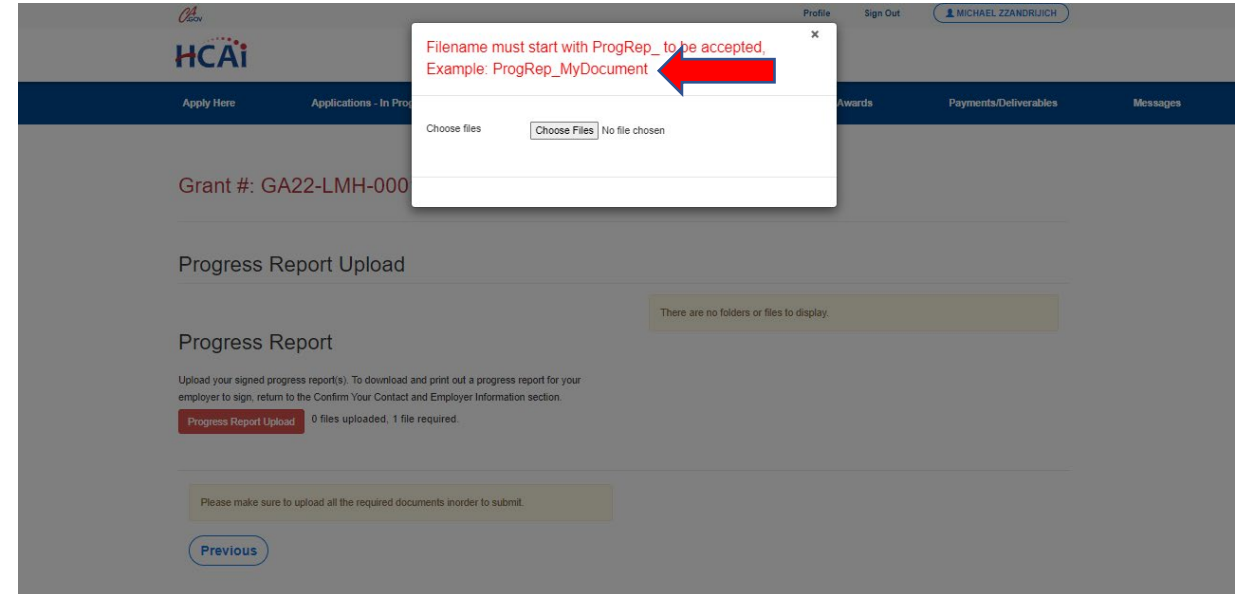 CA.GOV
Profile Sign Out MICHAEL ZZANDRIJICH
HCAi
Filename must start with ProgRep_ to be accepted,
Example: ProgRep_MyDocument
×
Apply Here Applications - In Prog Awards Payments/Deliverables Messages
Choose files Choose Files No file chosen
Grant #: GA22-LMH-000
Progress Report Upload
There are no folders or files to display.
Progress Report
Upload your signed progress report(s). To download and print out a progress report for your
employer to sign, return to the Confirm Your Contact and Employer Information section.
Progress Report Upload 0 files uploaded, 1 file required.
Please make sure to upload all the required documents inorder to submit.
Previous